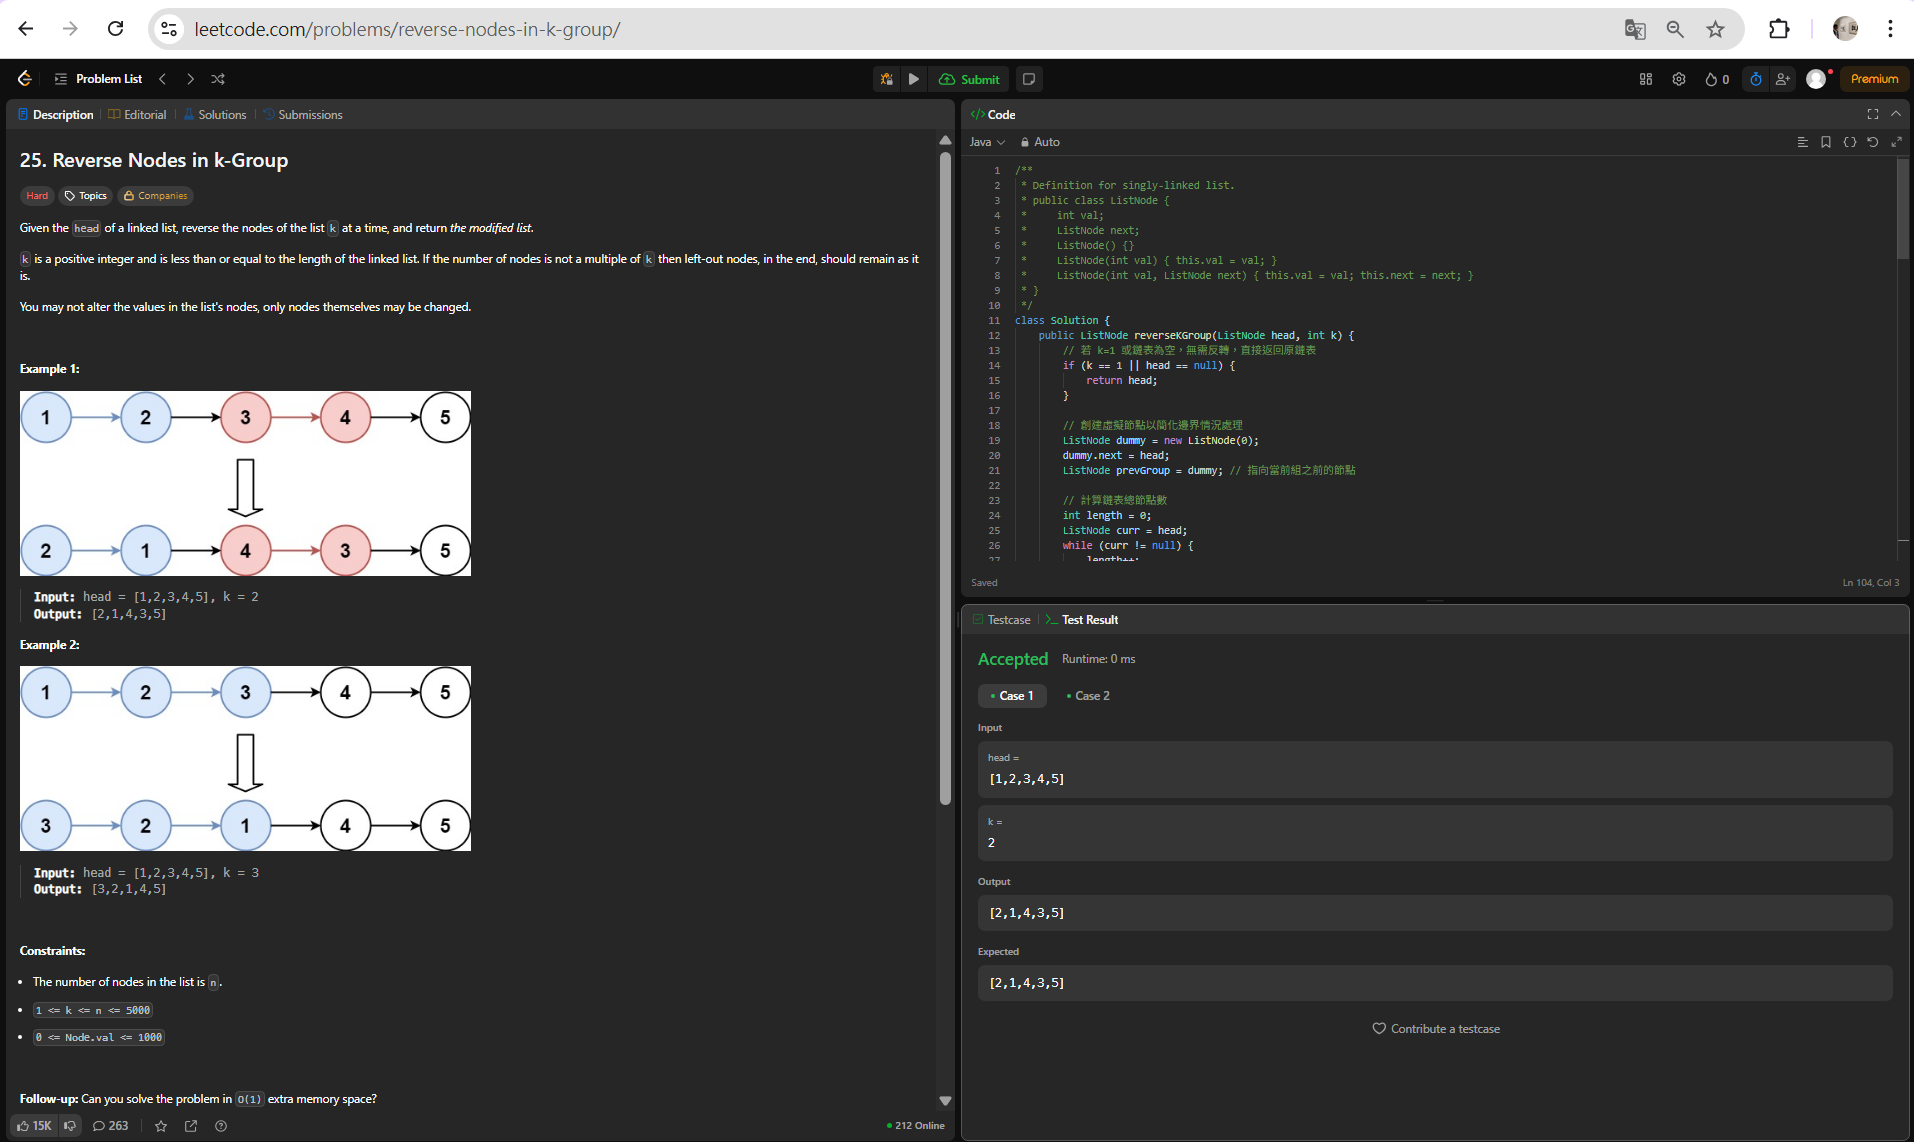 leetcode.com/problems/reverse-nodes-in-k-group/
Problem List
Submit
0
Premium
Description
Editorial
Solutions
Submissions
25. Reverse Nodes in k-Group
Hard
Topics
Companies
Given the head of a linked list, reverse the nodes of the list k at a time, and return the modified list.
k is a positive integer and is less than or equal to the length of the linked list. If the number of nodes is not a multiple of k then left-out nodes, in the end, should remain as it
is.
You may not alter the values in the list's nodes, only nodes themselves may be changed.
Example 1:
1 2 3 4 5
2 1 4 3 5
Input: head = [1,2,3,4,5], k = 2
Output: [2,1,4,3,5]
Example 2:
1 2 3 4 5
3 2 1 4 5
Input: head = [1,2,3,4,5], k = 3
Output: [3,2,1,4,5]
Constraints:
• The number of nodes in the list is n.
• 1 <= k <= n <= 5000
• 0 <= Node.val <= 1000
Follow-up: Can you solve the problem in O(1) extra memory space?
15K
263
212 Online
</> Code
Java
Auto
1 /**
2 * Definition for singly-linked list.
3 * public class ListNode {
4 *     int val;
5 *     ListNode next;
6 *     ListNode() {}
7 *     ListNode(int val) { this.val = val; }
8 *     ListNode(int val, ListNode next) { this.val = val; this.next = next; }
9 * }
10 */
11 class Solution {
12     public ListNode reverseKGroup(ListNode head, int k) {
13         // 若 k=1 或鏈表為空，無需反轉，直接返回原鏈表
14         if (k == 1 || head == null) {
15             return head;
16         }
17
18         // 創建虛擬節點以簡化邊界情況處理
19         ListNode dummy = new ListNode(0);
20         dummy.next = head;
21         ListNode prevGroup = dummy; // 指向當前組之前的節點
22
23         // 計算鏈表總節點數
24         int length = 0;
25         ListNode curr = head;
26         while (curr != null) {
27             length++;
Saved
Ln 104, Col 3
Testcase
>_ Test Result
Accepted
Runtime: 0 ms
• Case 1
• Case 2
Input
head =
[1,2,3,4,5]
k =
2
Output
[2,1,4,3,5]
Expected
[2,1,4,3,5]
Contribute a testcase